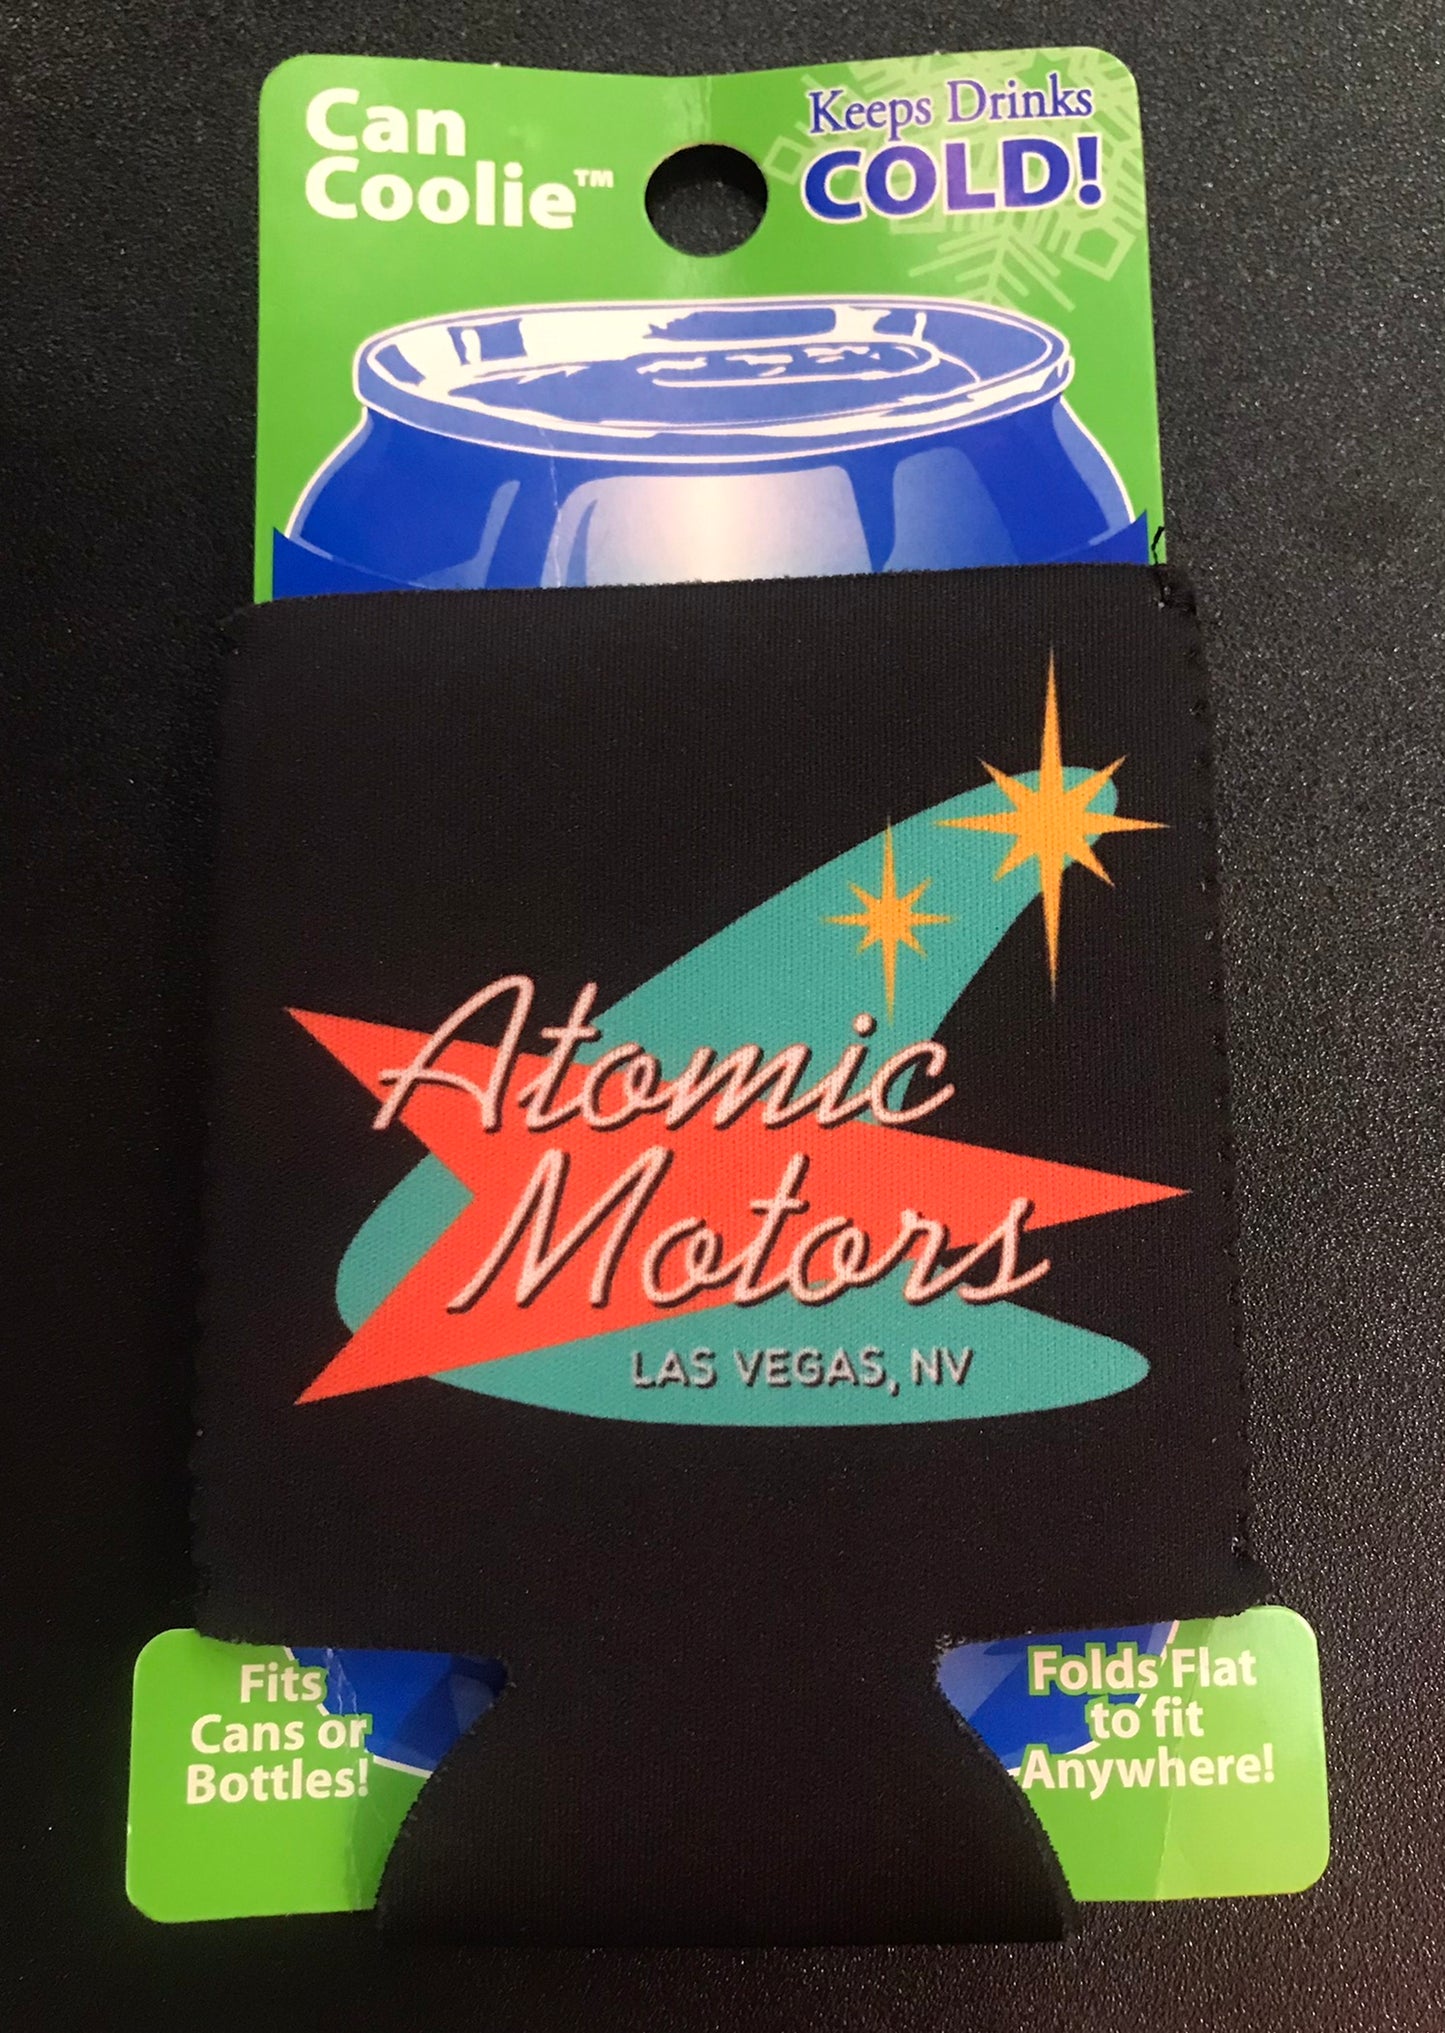 Can
Coolie™
Keeps Drinks
COLD!
Atomic
Motors
LAS VEGAS, NV
Fits
Cans or
Bottles!
Folds Flat
to fit
Anywhere!